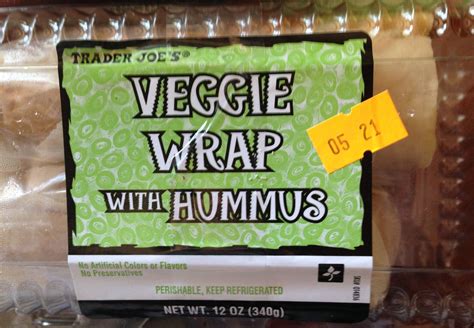 TRADER JOE'S®
VEGGIE
WRAP
WITH HUMMUS
05 21
No Artificial Colors or Flavors
No Preservatives
PERISHABLE, KEEP REFRIGERATED
NET WT. 12 OZ (340g)